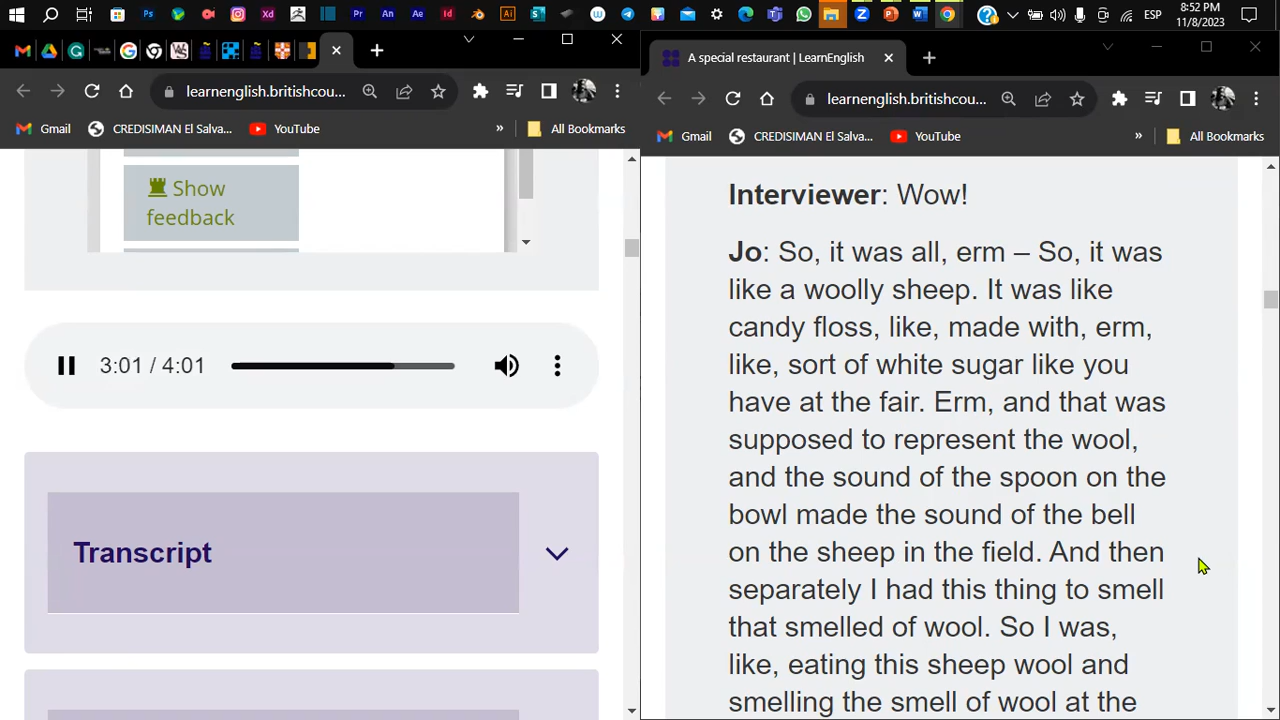 8:52 PM
ESP
11/8/2023
A special restaurant | LearnEnglish
learnenglish.britishcou...
learnenglish.britishcou...
Gmail
CREDISIMAN El Salva...
YouTube
»
All Bookmarks
Gmail
CREDISIMAN El Salva...
YouTube
»
All Bookmarks
Show
feedback
3:01 / 4:01
Transcript
Interviewer: Wow!
Jo: So, it was all, erm – So, it was
like a woolly sheep. It was like
candy floss, like, made with, erm,
like, sort of white sugar like you
have at the fair. Erm, and that was
supposed to represent the wool,
and the sound of the spoon on the
bowl made the sound of the bell
on the sheep in the field. And then
separately I had this thing to smell
that smelled of wool. So I was,
like, eating this sheep wool and
smelling the smell of wool at the